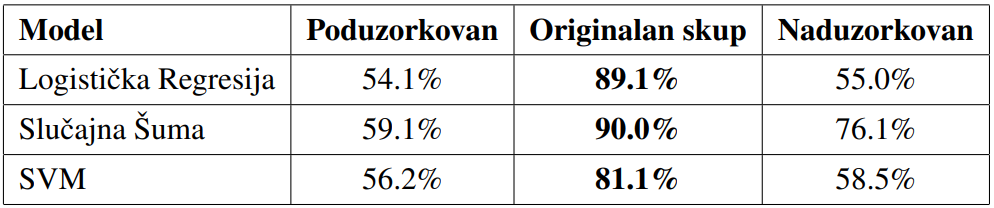 Model Poduzorkovan Originalan skup Naduzorkovan
Logistička Regresija 54.1% 89.1% 55.0%
Slučajna Šuma 59.1% 90.0% 76.1%
SVM 56.2% 81.1% 58.5%